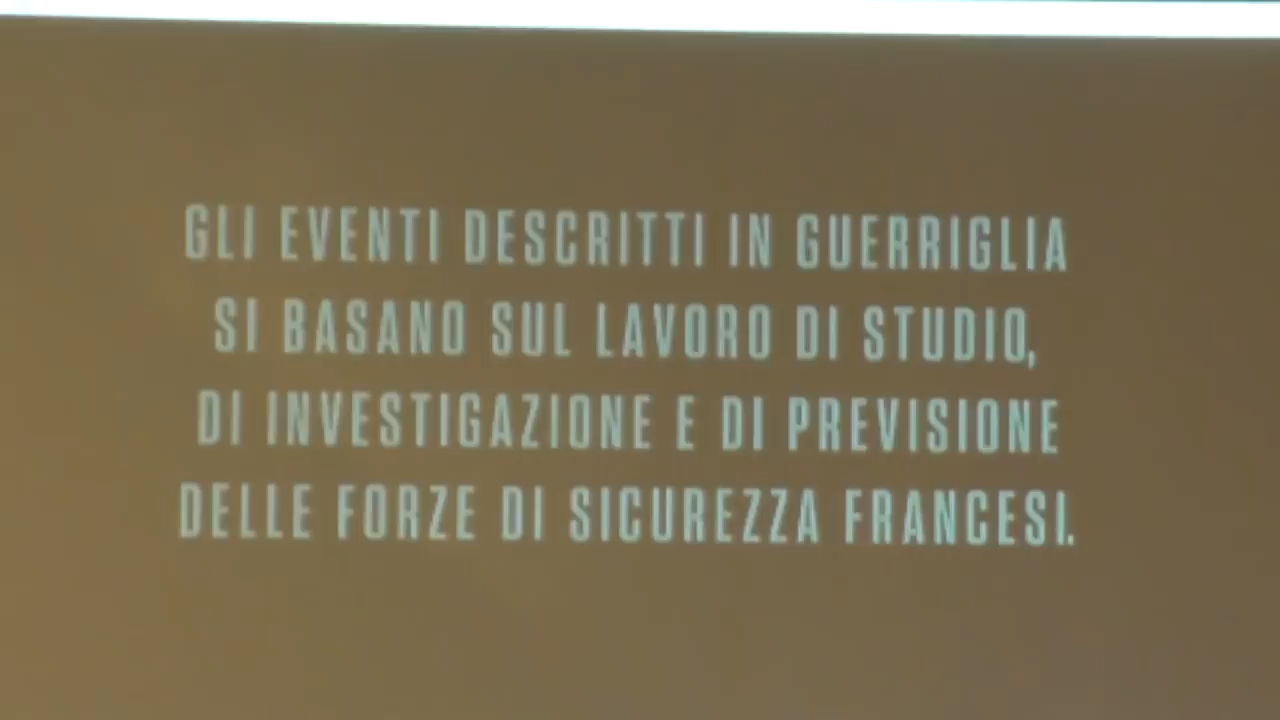 GLI EVENTI DESCRITTI IN GUERRIGLIA
SI BASANO SUL LAVORO DI STUDIO,
DI INVESTIGAZIONE E DI PREVISIONE
DELLE FORZE DI SICUREZZA FRANCESI.